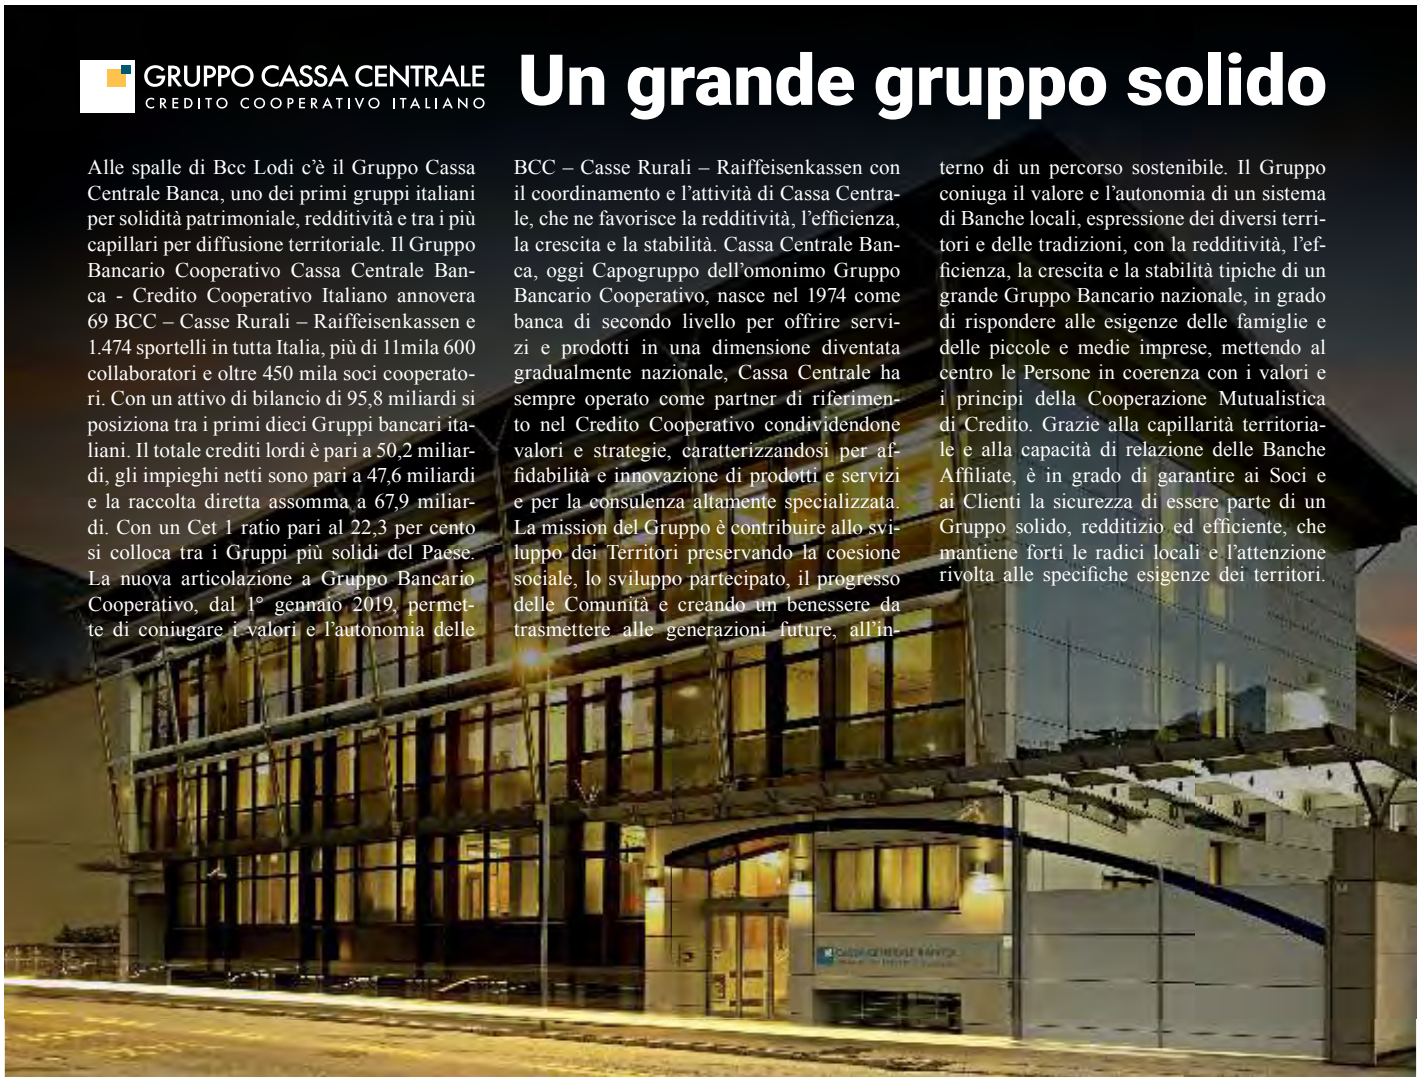 GRUPPO CASSA CENTRALE
CREDITO COOPERATIVO ITALIANO
Un grande gruppo solido
Alle spalle di Bcc Lodi c’è il Gruppo Cassa
Centrale Banca, uno dei primi gruppi italiani
per solidità patrimoniale, redditività e tra i più
capillari per diffusione territoriale. Il Gruppo
Bancario Cooperativo Cassa Centrale Ban-
ca - Credito Cooperativo Italiano annovera
69 BCC – Casse Rurali – Raiffeisenkassen e
1.474 sportelli in tutta Italia, più di 11mila 600
collaboratori e oltre 450 mila soci cooperato-
ri. Con un attivo di bilancio di 95,8 miliardi si
posiziona tra i primi dieci Gruppi bancari ita-
liani. Il totale crediti lordi è pari a 50,2 miliar-
di, gli impieghi netti sono pari a 47,6 miliardi
e la raccolta diretta assomma a 67,9 miliar-
di. Con un Cet 1 ratio pari al 22,3 per cento
si colloca tra i Gruppi più solidi del Paese.
La nuova articolazione a Gruppo Bancario
Cooperativo, dal 1° gennaio 2019, permet-
te di coniugare i valori e l’autonomia delle
BCC – Casse Rurali – Raiffeisenkassen con
il coordinamento e l’attività di Cassa Centra-
le, che ne favorisce la redditività, l’efficienza,
la crescita e la stabilità. Cassa Centrale Ban-
ca, oggi Capogruppo dell’omonimo Gruppo
Bancario Cooperativo, nasce nel 1974 come
banca di secondo livello per offrire servi-
zi e prodotti in una dimensione diventata
gradualmente nazionale, Cassa Centrale ha
sempre operato come partner di riferimen-
to nel Credito Cooperativo condividendone
valori e strategie, caratterizzandosi per af-
fidabilità e innovazione di prodotti e servizi
e per la consulenza altamente specializzata.
La mission del Gruppo è contribuire allo svi-
luppo dei Territori preservando la coesione
sociale, lo sviluppo partecipato, il progresso
delle Comunità e creando un benessere da
trasmettere alle generazioni future, all’in-
terno di un percorso sostenibile. Il Gruppo
coniuga il valore e l’autonomia di un sistema
di Banche locali, espressione dei diversi terri-
tori e delle tradizioni, con la redditività, l’ef-
ficienza, la crescita e la stabilità tipiche di un
grande Gruppo Bancario nazionale, in grado
di rispondere alle esigenze delle famiglie e
delle piccole e medie imprese, mettendo al
centro le Persone in coerenza con i valori e
i principi della Cooperazione Mutualistica
di Credito. Grazie alla capillarità territoria-
le e alla capacità di relazione delle Banche
Affiliate, è in grado di garantire ai Soci e
ai Clienti la sicurezza di essere parte di un
Gruppo solido, redditizio ed efficiente, che
mantiene forti le radici locali e l’attenzione
rivolta alle specifiche esigenze dei territori.
CASSA CENTRALE BANCA